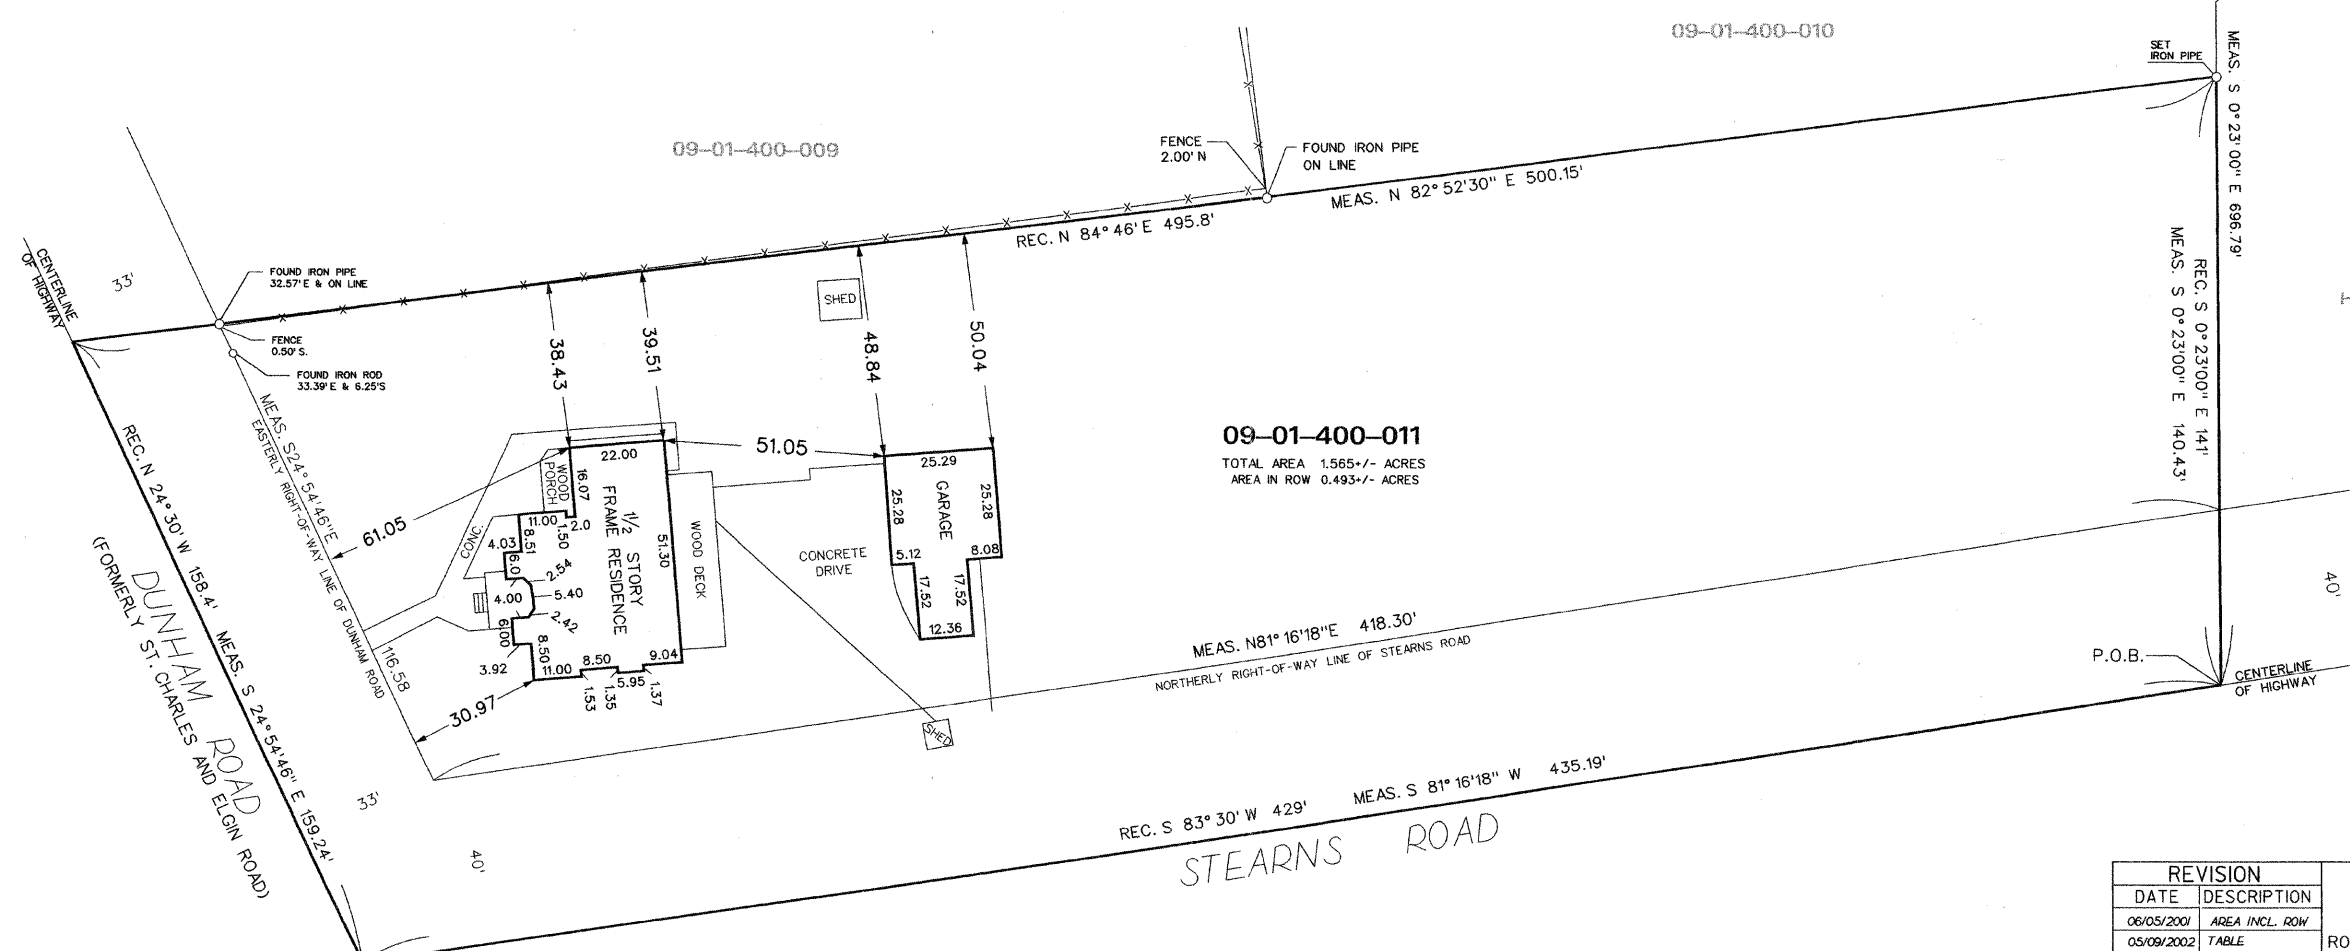 09-01-400-010
SET
IRON PIPE
MEAS. S 0°23'00" E 696.79'
09-01-400-009
FENCE
2.00' N
FOUND IRON PIPE
ON LINE
MEAS. N 82°52'30" E 500.15'
REC. N 84°46' E 495.8'
CENTERLINE
OF HIGHWAY
33'
FOUND IRON PIPE
32.57' E & ON LINE
FENCE
0.50' S.
FOUND IRON ROD
33.39' E & 6.25'S
SHED
38.43
39.51
48.84
50.04
REC. S 0°23'00" E 141'
MEAS. S 0°23'00" E 140.43'
09-01-400-011
TOTAL AREA 1.565+/- ACRES
AREA IN ROW 0.493+/- ACRES
MEAS. S24°54'46"E
EASTERLY RIGHT-OF-WAY LINE OF DUNHAM ROAD
116.58
REC. N 24°30' W 158.4' MEAS. S 24°54'46" E 159.24'
DUNHAM ROAD
(FORMERLY ST. CHARLES AND ELGIN ROAD)
61.05
51.05
22.00
WOOD
PORCH
16.07
11.00
1.50
2.0
8.51
4.03
6.0
2.54
5.40
4.00
2.42
6.00
3.92
8.50
11.00
8.50
9.04
1.53
1.35
5.95
1.37
51.30
CONC.
1 1/2 STORY
FRAME RESIDENCE
WOOD DECK
30.97
25.29
GARAGE
25.28
25.28
5.12
8.08
17.52
17.52
12.36
CONCRETE
DRIVE
SHED
MEAS. N81°16'18"E 418.30'
NORTHERLY RIGHT-OF-WAY LINE OF STEARNS ROAD
40'
P.O.B.
CENTERLINE
OF HIGHWAY
33'
40'
REC. S 83°30' W 429' MEAS. S 81°16'18" W 435.19'
STEARNS ROAD
REVISION
DATE DESCRIPTION
06/05/2001 AREA INCL. ROW
05/09/2002 TABLE
RO